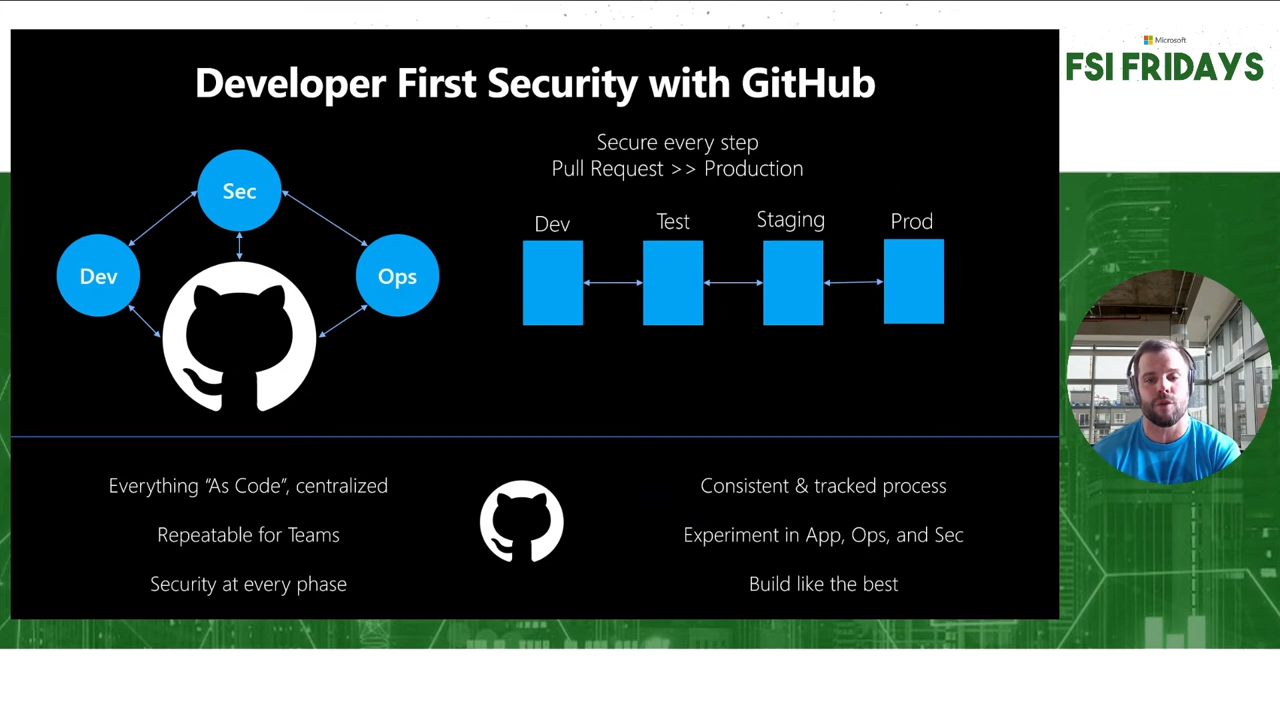 Microsoft
FSI FRIDAYS
Developer First Security with GitHub
Sec
Dev
Ops
Secure every step
Pull Request >> Production
Dev
Test
Staging
Prod
Everything “As Code”, centralized
Repeatable for Teams
Security at every phase
Consistent & tracked process
Experiment in App, Ops, and Sec
Build like the best